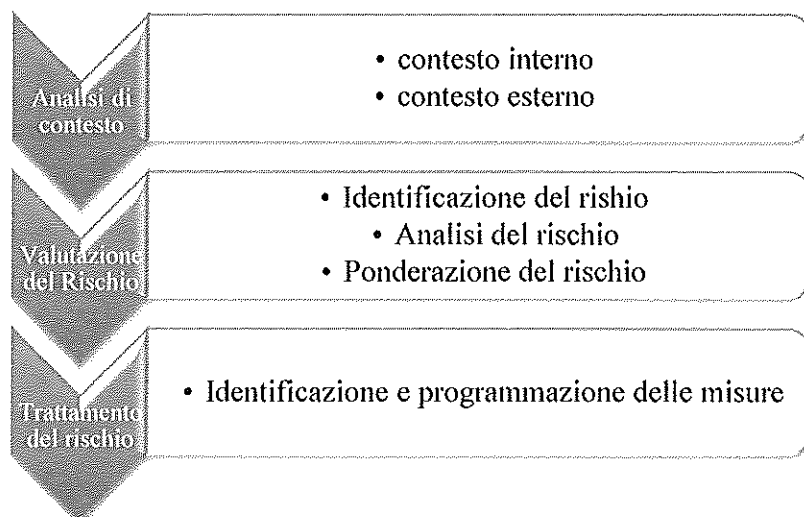 Analisi di
contesto
• contesto interno
• contesto esterno
Valutazione
del Rischio
• Identificazione del rishio
• Analisi del rischio
• Ponderazione del rischio
Trattamento
del rischio
• Identificazione e programmazione delle misure